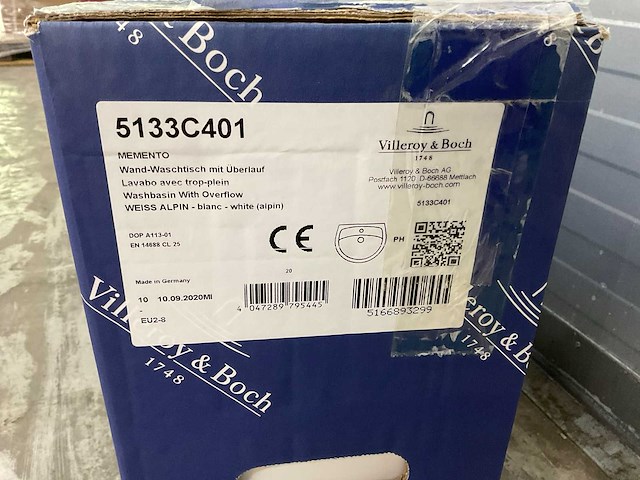 48
& Boch
5133C401
MEMENTO
Wand-Waschtisch mit Überlauf
Lavabo avec trop-plein
Washbasin With Overflow
WEISS ALPIN - blanc - white (alpin)
Villeroy & Boch
1748
Villeroy & Boch AG
Postfach 1120 D-66688 Mettlach
www.villeroy-boch.com
5133C401
DOP A113-01
EN 14688 CL 25
CE
PH
20
Made in Germany
10 10.09.2020MI
-
EU2-8
4 047289 795445
5166893299
Villeroy & Boch
1748
Villeroy & B
1748